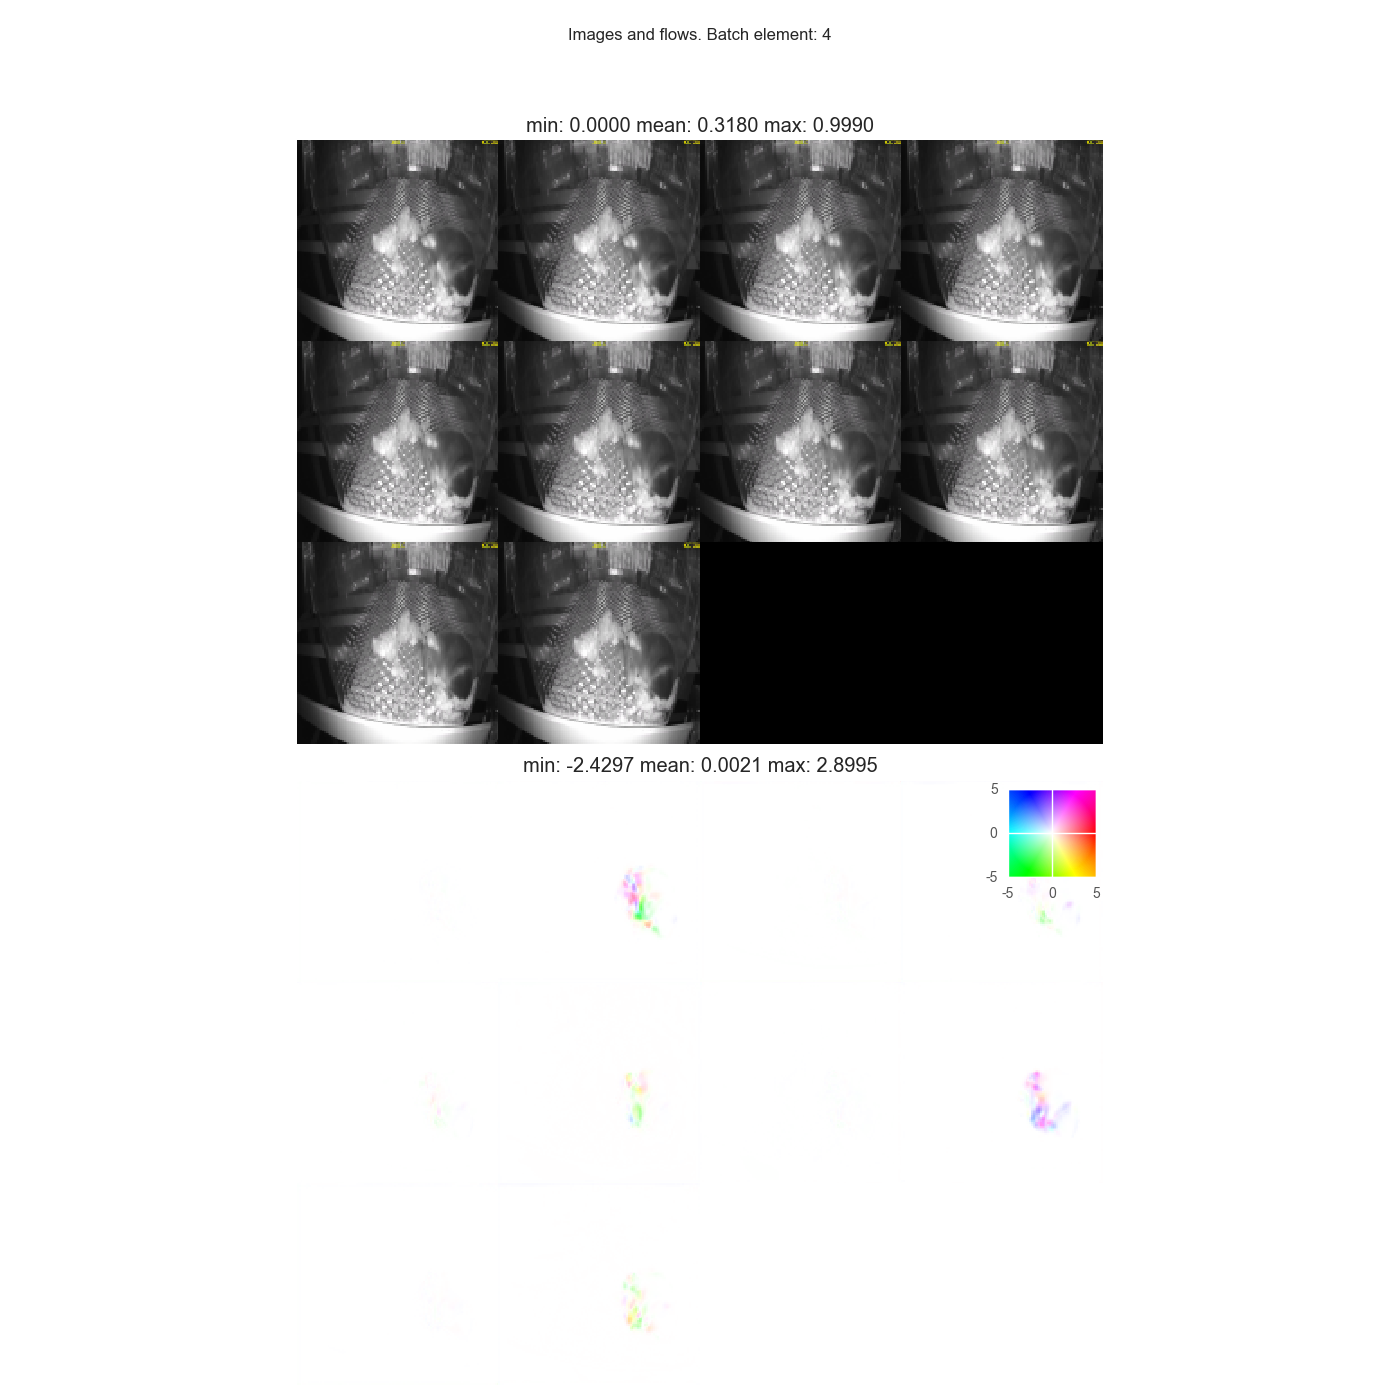 Images and flows. Batch element: 4
min: 0.0000 mean: 0.3180 max: 0.9990
min: -2.4297 mean: 0.0021 max: 2.8995
5
0
-5
-5 0 5